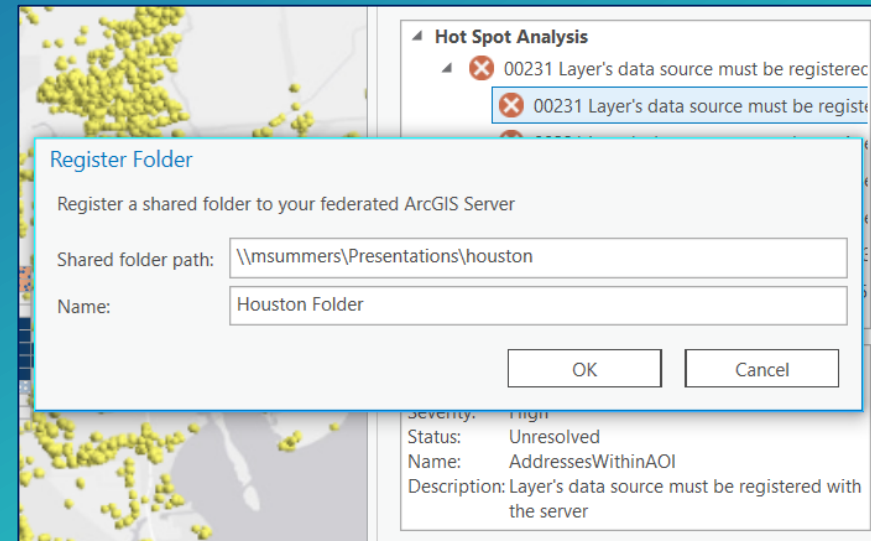 Hot Spot Analysis
00231 Layer's data source must be registered
00231 Layer's data source must be registe
Register Folder
Register a shared folder to your federated ArcGIS Server
Shared folder path: \\msummers\Presentations\houston
Name: Houston Folder
OK Cancel
Severity: High
Status: Unresolved
Name: AddressesWithinAOI
Description: Layer's data source must be registered with
the server